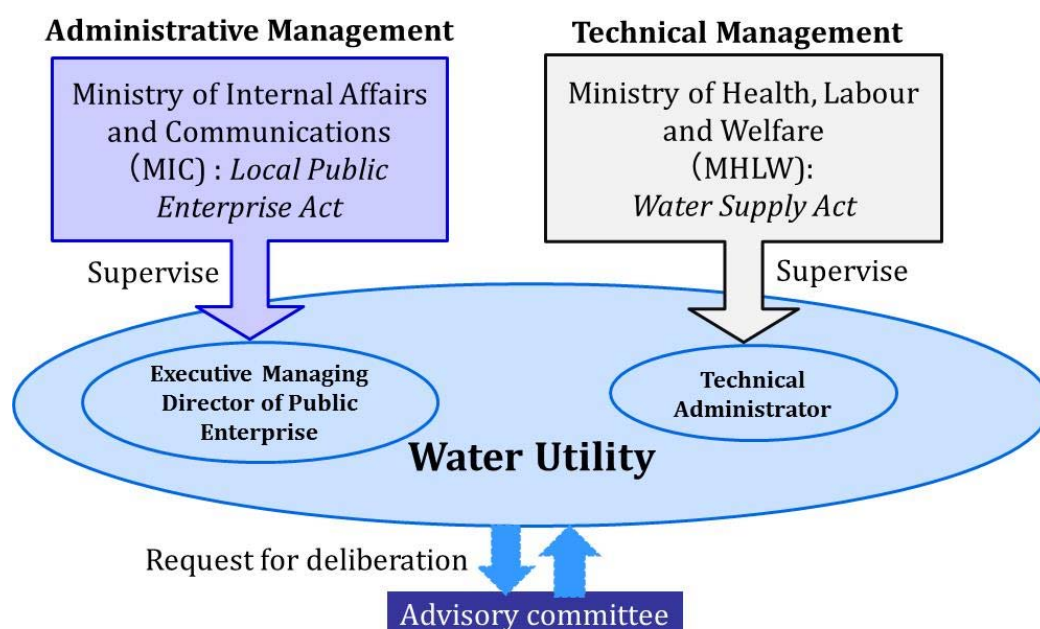 Administrative Management
Ministry of Internal Affairs
and Communications
(MIC) : Local Public
Enterprise Act
Supervise
Technical Management
Ministry of Health, Labour
and Welfare
(MHLW):
Water Supply Act
Supervise
Executive Managing
Director of Public
Enterprise
Technical
Administrator
Water Utility
Request for deliberation
Advisory committee